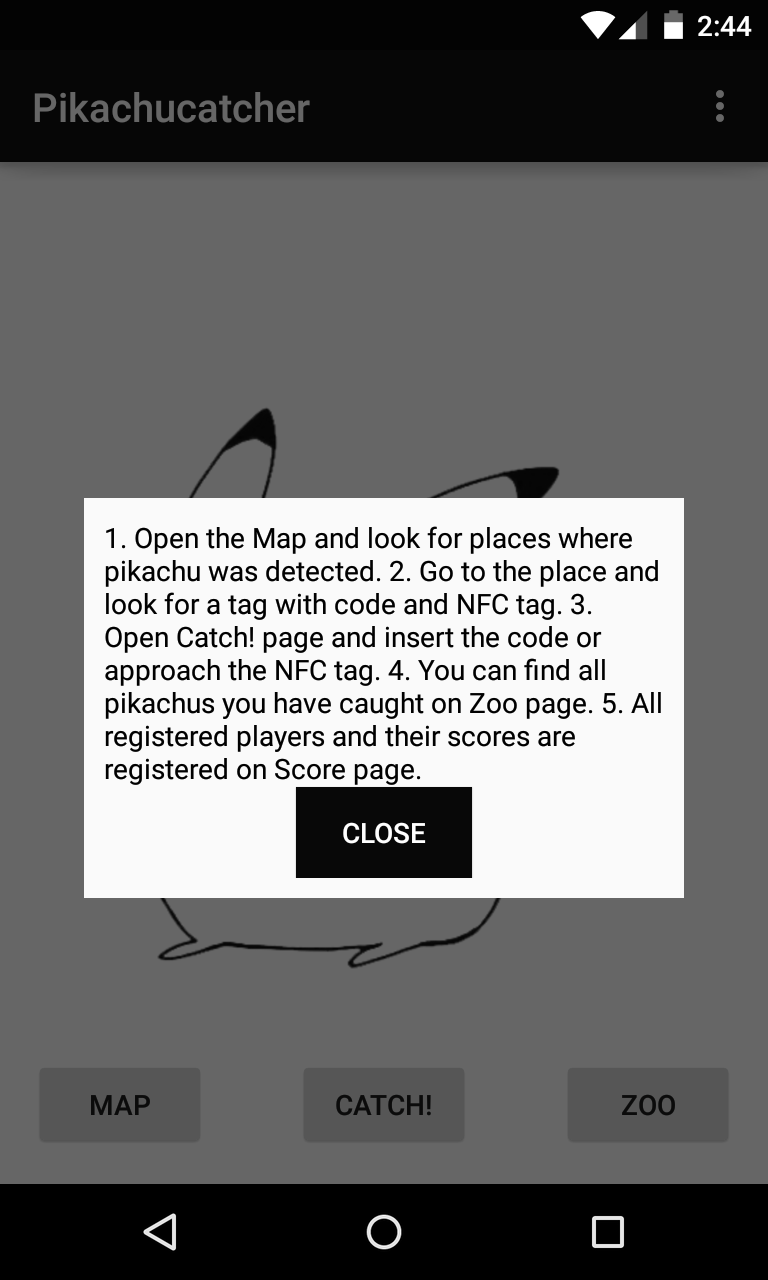 2:44
Pikachucatcher
1. Open the Map and look for places where
pikachu was detected. 2. Go to the place and
look for a tag with code and NFC tag. 3.
Open Catch! page and insert the code or
approach the NFC tag. 4. You can find all
pikachus you have caught on Zoo page. 5. All
registered players and their scores are
registered on Score page.
CLOSE
MAP
CATCH!
ZOO